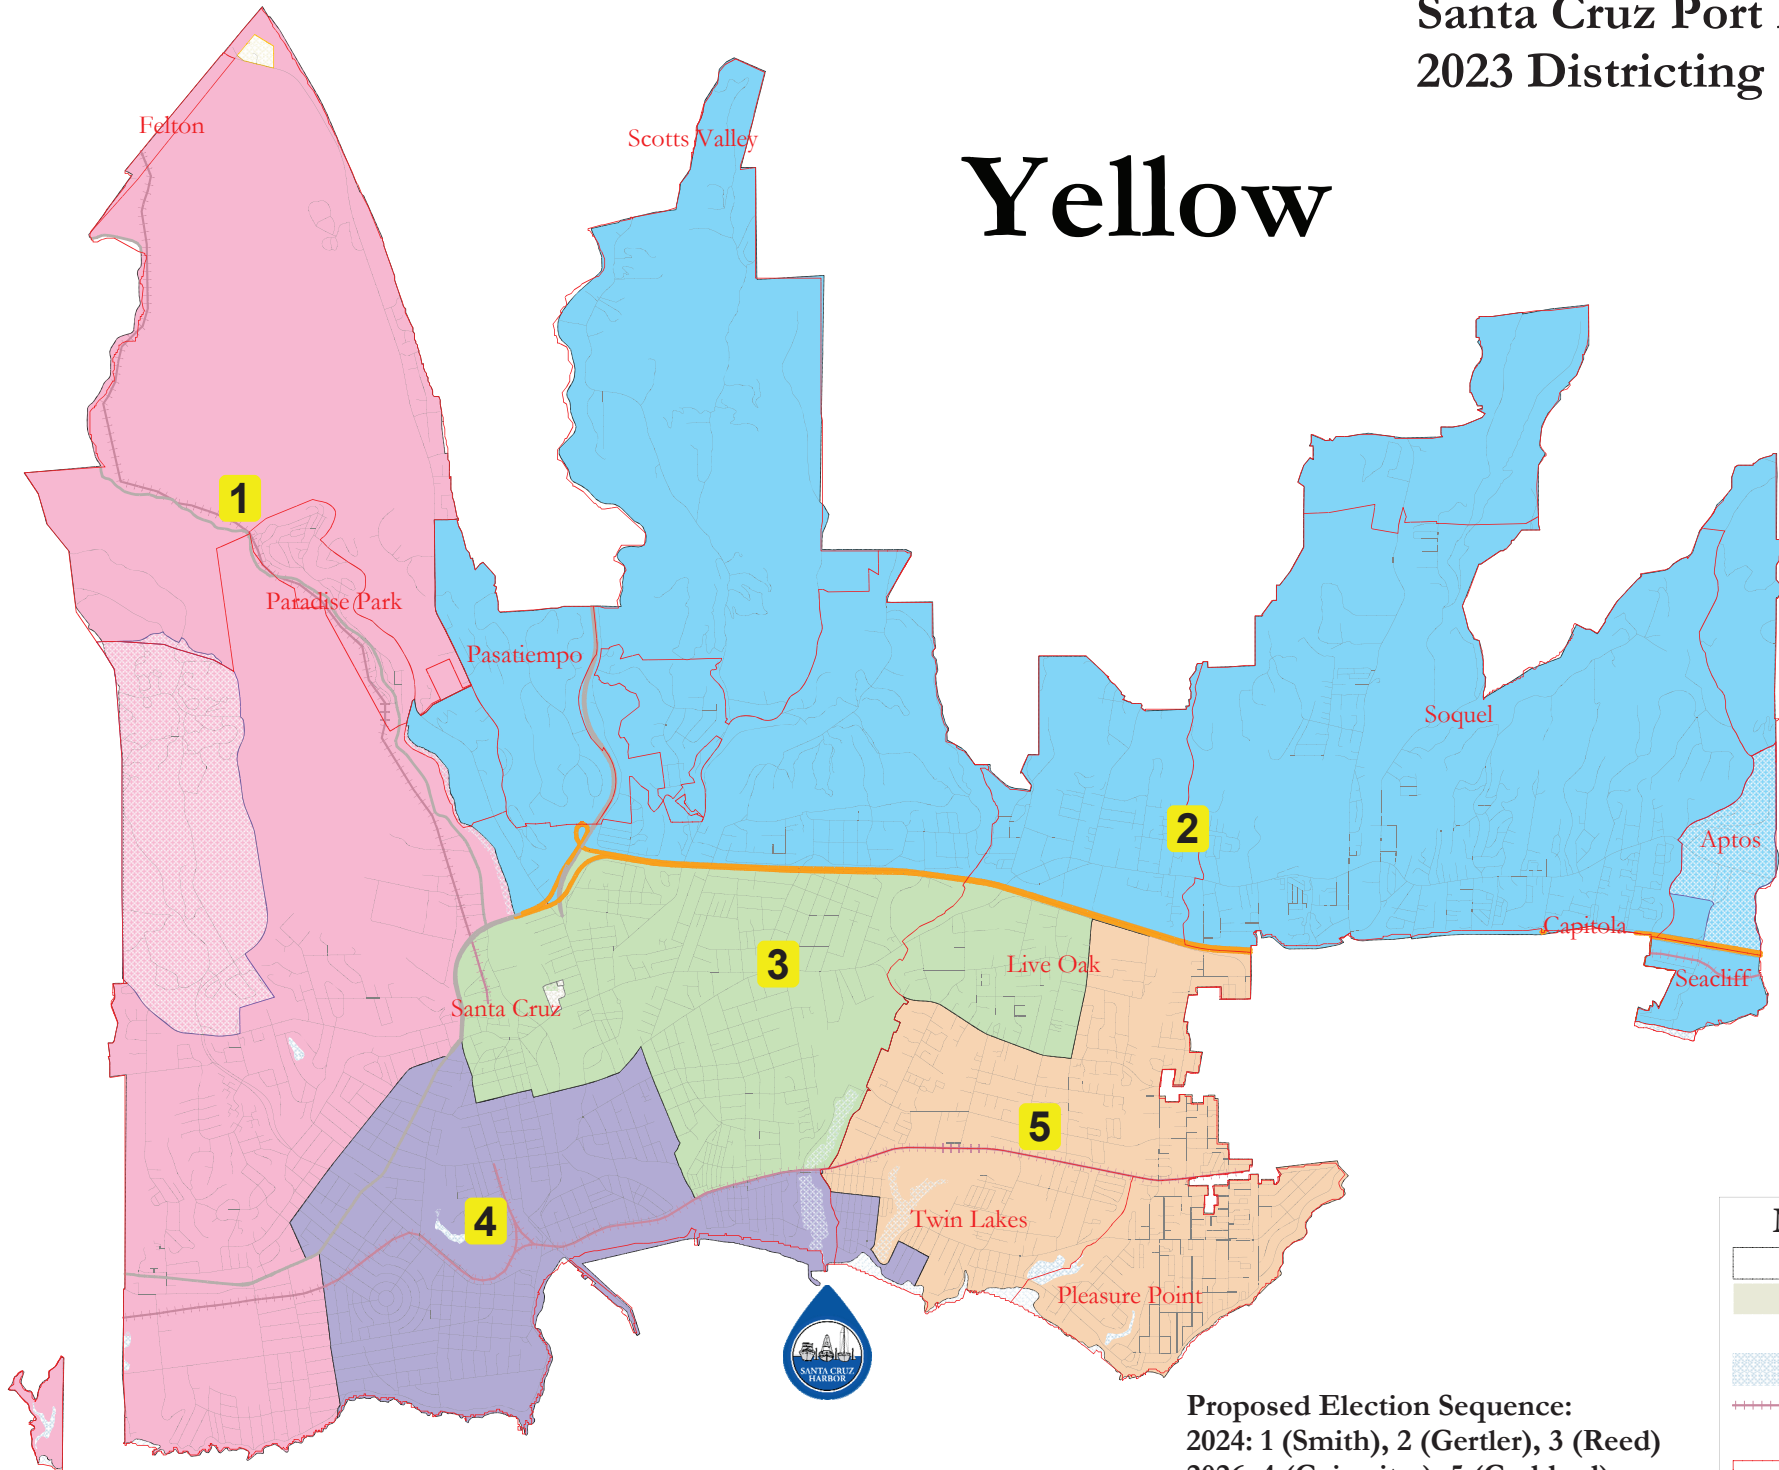 Santa Cruz Port
2023 Districting
Yellow
Felton
Scotts Valley
1
Paradise Park
Pasatiempo
Soquel
2
Aptos
Capitola
Seacliff
3
Live Oak
Santa Cruz
5
4
Twin Lakes
Pleasure Point
SANTA CRUZ
HARBOR
Proposed Election Sequence:
2024: 1 (Smith), 2 (Gertler), 3 (Reed)